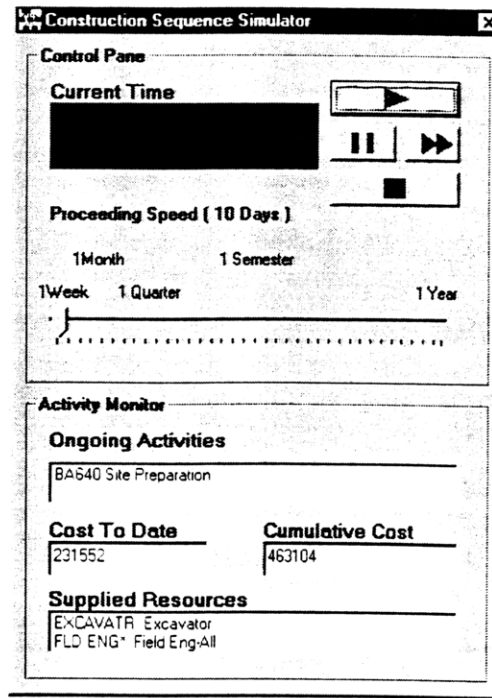 Construction Sequence Simulator
Control Pane
Current Time
Proceeding Speed ( 10 Days )
1Month 1 Semester
1Week 1 Quarter 1 Year
Activity Monitor
Ongoing Activities
BA640 Site Preparation
Cost To Date Cumulative Cost
231552 463104
Supplied Resources
EXCAVATR Excavator
FLD ENG* Field Eng-All